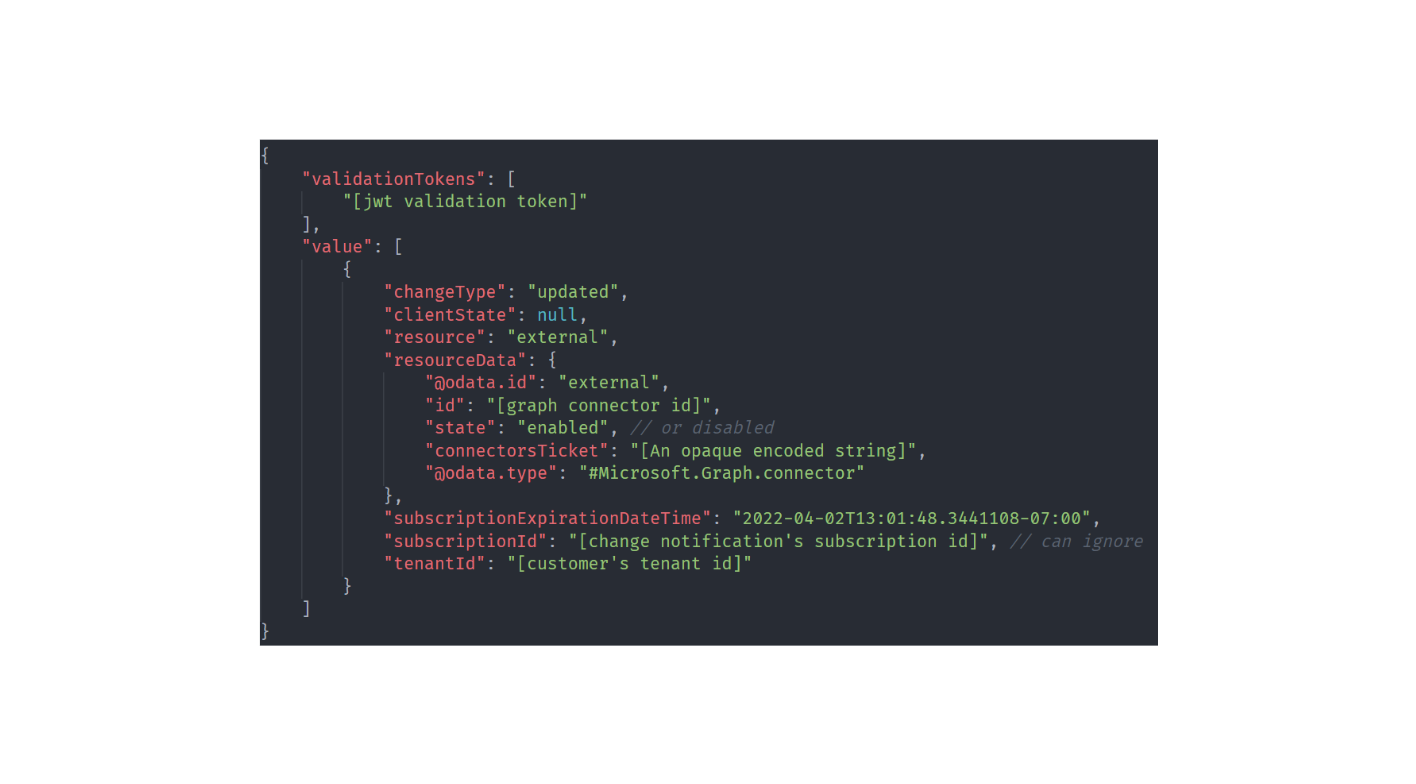 {
    "validationTokens": [
        "[jwt validation token]"
    ],
    "value": [
        {
            "changeType": "updated",
            "clientState": null,
            "resource": "external",
            "resourceData": {
                "@odata.id": "external",
                "id": "[graph connector id]",
                "state": "enabled", // or disabled
                "connectorsTicket": "[An opaque encoded string]",
                "@odata.type": "#Microsoft.Graph.connector"
            },
            "subscriptionExpirationDateTime": "2022-04-02T13:01:48.3441108-07:00",
            "subscriptionId": "[change notification's subscription id]", // can ignore
            "tenantId": "[customer's tenant id]"
        }
    ]
}